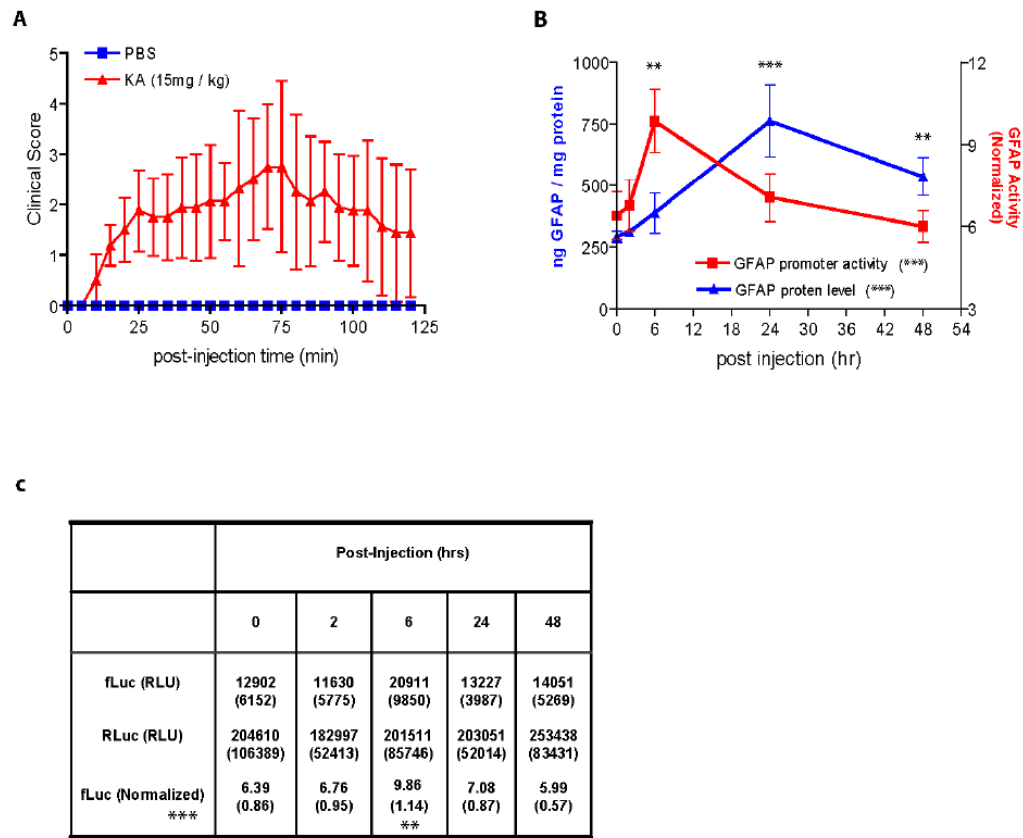 A
PBS
KA (15mg / kg)
5
4
3
2
1
0
Clinical Score
0 25 50 75 100 125
post-injection time (min)
B
** *** **
1000
750
500
250
0
ng GFAP / mg protein
12
9
6
3
GFAP Activity
(Normalized)
GFAP promoter activity (***)
GFAP proten level (***)
0 6 12 18 24 30 36 42 48 54
post injection (hr)
c
Post-Injection (hrs)
0 2 6 24 48
fLuc (RLU) 12902 11630 20911 13227 14051
(6152) (5775) (9850) (3987) (5269)
RLuc (RLU) 204610 182997 201511 203051 253438
(106389) (52413) (85746) (52014) (83431)
fLuc (Normalized) 6.39 6.76 9.86 7.08 5.99
(0.86) (0.95) (1.14) (0.87) (0.57)
*** **